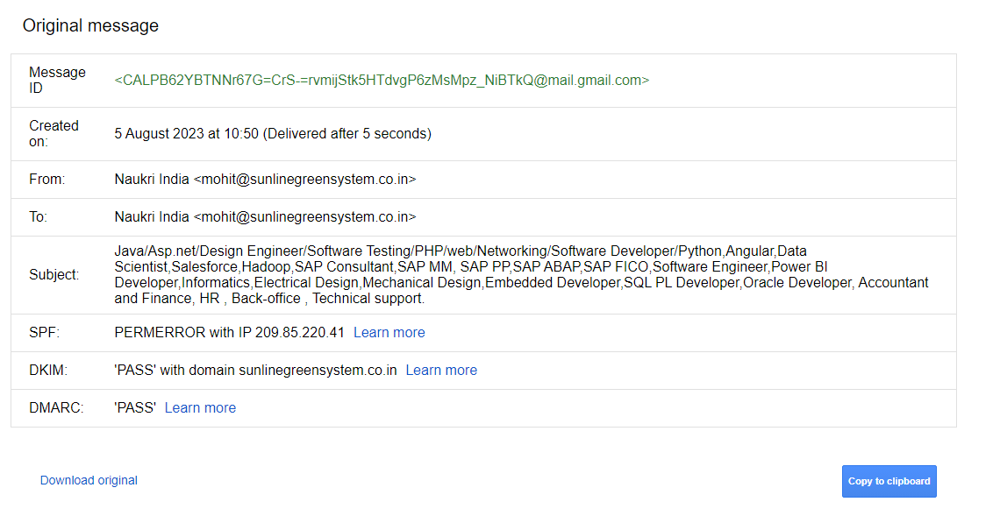 Original message
Message
ID
<CALPB62YBTNNr67G=CrS-=rvmijStk5HTdvgP6zMsMpz_NiBTkQ@mail.gmail.com>
Created
on:
5 August 2023 at 10:50 (Delivered after 5 seconds)
From:
Naukri India <mohit@sunlinegreensystem.co.in>
To:
Naukri India <mohit@sunlinegreensystem.co.in>
Subject:
Java/Asp.net/Design Engineer/Software Testing/PHP/web/Networking/Software Developer/Python,Angular,Data
Scientist,Salesforce,Hadoop,SAP Consultant,SAP MM, SAP PP,SAP ABAP,SAP FICO,Software Engineer,Power BI
Developer,Informatics,Electrical Design,Mechanical Design,Embedded Developer,SQL PL Developer,Oracle Developer, Accountant
and Finance, HR , Back-office , Technical support.
SPF:
PERMERROR with IP 209.85.220.41 Learn more
DKIM:
'PASS' with domain sunlinegreensystem.co.in Learn more
DMARC:
'PASS' Learn more
Download original
Copy to clipboard